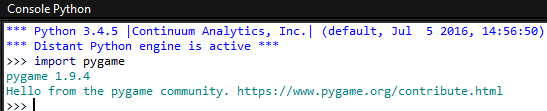 Console Python
*** Python 3.4.5 |Continuum Analytics, Inc.| (default, Jul  5 2016, 14:56:50)
*** Distant Python engine is active ***
>>> import pygame
pygame 1.9.4
Hello from the pygame community. https://www.pygame.org/contribute.html
>>>